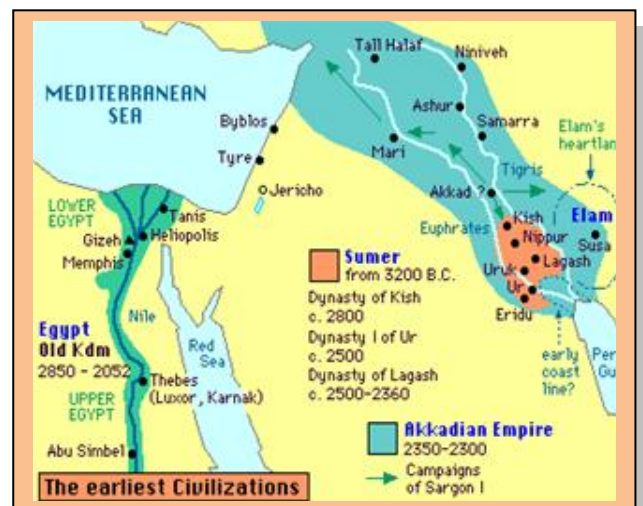 Tall Halaf
Niniveh
MEDITERRANEAN
SEA
Ashur
Samarra
Byblos
Elam's
heartlan
Mari
Tyre
Tigris
Jericho
Akkad ?
LOWER
EGYPT
Tanis
Elam
Kish
Gizeh
Heliopolis
Euphrates
Nippur
Susa
Memphis
Sumer
from 3200 B.C.
Lagash
Uruk
Ur
Dynasty of Kish
c. 2800
Eridu
Nile
Egypt
Old Kdm
2850 - 2052
Red
Sea
Dynasty I of Ur
c. 2500
early
coast
line?
Per
Gu
Dynasty of Lagash
c. 2500-2360
Thebes
(Luxor, Karnak)
UPPER
EGYPT
Akkadian Empire
2350-2300
Abu Simbel
Campaigns
of Sargon I
The earliest Civilizations